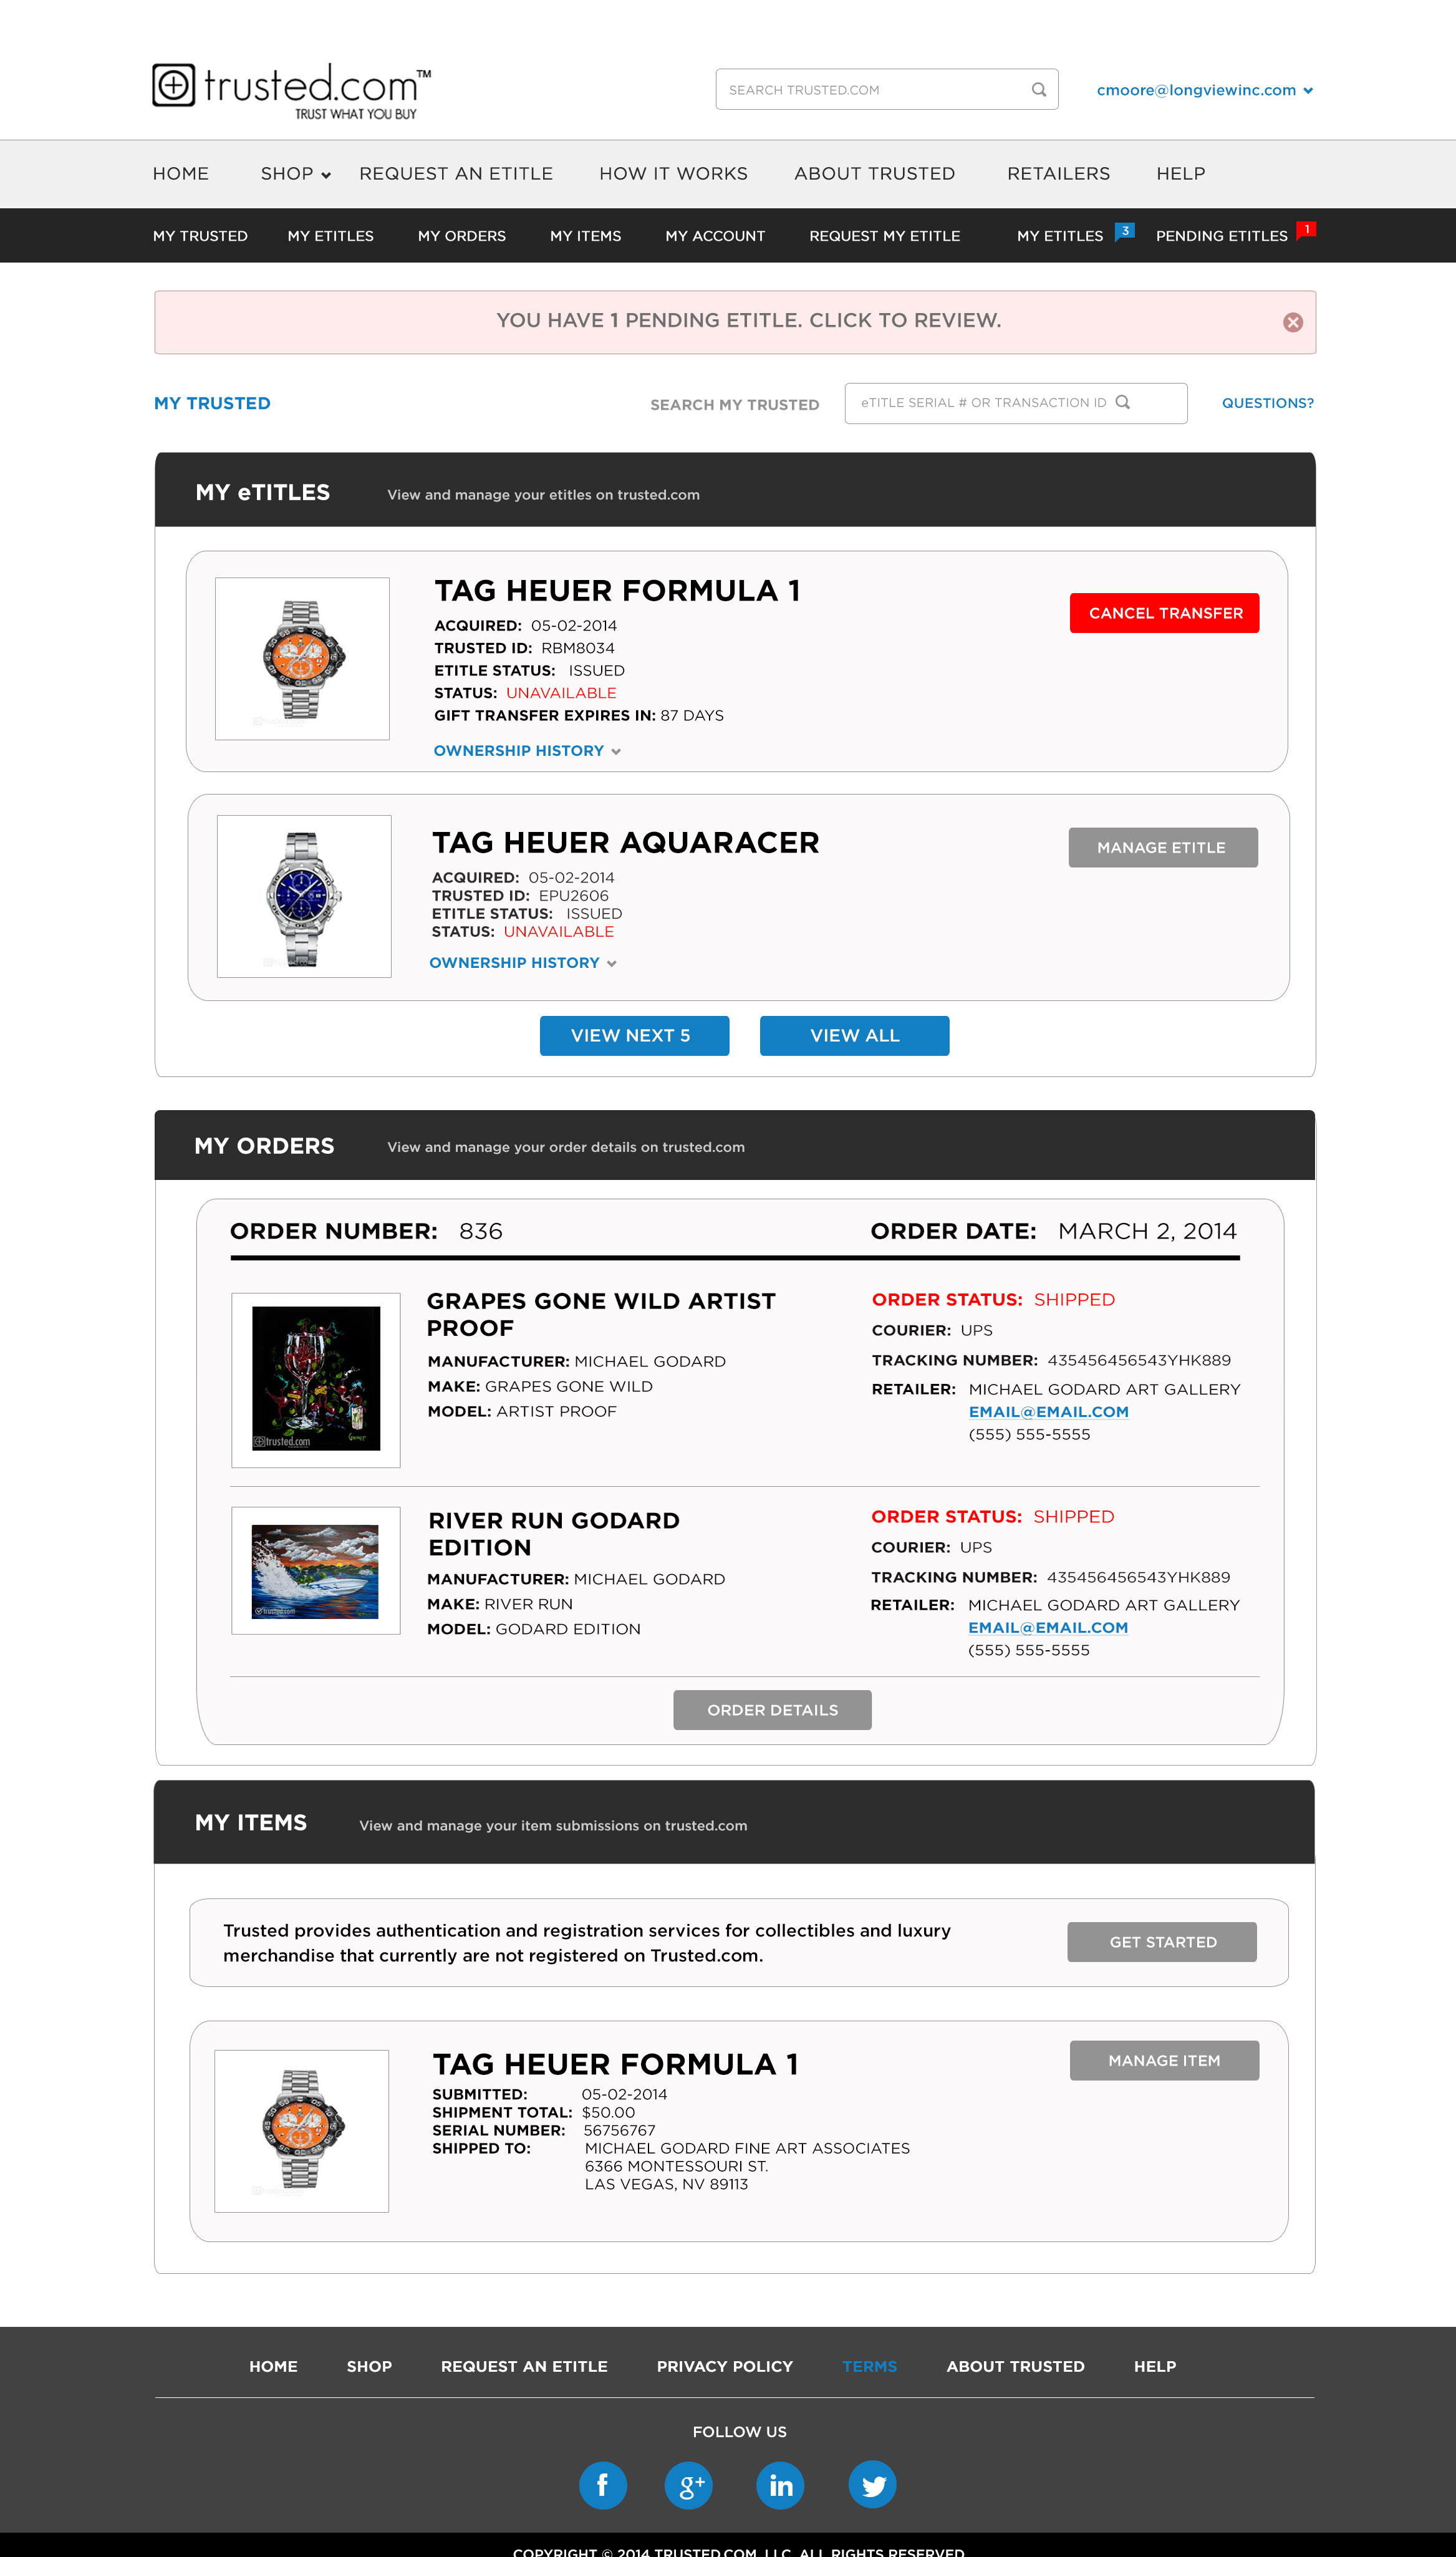 trusted.com™
TRUST WHAT YOU BUY
SEARCH TRUSTED.COM
cmoore@longviewinc.com
HOME SHOP REQUEST AN ETITLE HOW IT WORKS ABOUT TRUSTED RETAILERS HELP
MY TRUSTED MY ETITLES MY ORDERS MY ITEMS MY ACCOUNT REQUEST MY ETITLE MY ETITLES 3 PENDING ETITLES 1
YOU HAVE 1 PENDING ETITLE. CLICK TO REVIEW.
MY TRUSTED SEARCH MY TRUSTED eTITLE SERIAL # OR TRANSACTION ID QUESTIONS?
MY eTITLES View and manage your etitles on trusted.com
TAG HEUER FORMULA 1
CANCEL TRANSFER
ACQUIRED: 05-02-2014
TRUSTED ID: RBM8034
ETITLE STATUS: ISSUED
STATUS: UNAVAILABLE
GIFT TRANSFER EXPIRES IN: 87 DAYS
OWNERSHIP HISTORY
TAG HEUER AQUARACER
MANAGE ETITLE
ACQUIRED: 05-02-2014
TRUSTED ID: EPU2606
ETITLE STATUS: ISSUED
STATUS: UNAVAILABLE
OWNERSHIP HISTORY
VIEW NEXT 5 VIEW ALL
MY ORDERS View and manage your order details on trusted.com
ORDER NUMBER: 836 ORDER DATE: MARCH 2, 2014
GRAPES GONE WILD ARTIST
PROOF
MANUFACTURER: MICHAEL GODARD
MAKE: GRAPES GONE WILD
MODEL: ARTIST PROOF
trusted.com
ORDER STATUS: SHIPPED
COURIER: UPS
TRACKING NUMBER: 435456456543YHK889
RETAILER: MICHAEL GODARD ART GALLERY
EMAIL@EMAIL.COM
(555) 555-5555
RIVER RUN GODARD
EDITION
MANUFACTURER: MICHAEL GODARD
MAKE: RIVER RUN
MODEL: GODARD EDITION
trusted.com
ORDER STATUS: SHIPPED
COURIER: UPS
TRACKING NUMBER: 435456456543YHK889
RETAILER: MICHAEL GODARD ART GALLERY
EMAIL@EMAIL.COM
(555) 555-5555
ORDER DETAILS
MY ITEMS View and manage your item submissions on trusted.com
Trusted provides authentication and registration services for collectibles and luxury
merchandise that currently are not registered on Trusted.com.
GET STARTED
TAG HEUER FORMULA 1
MANAGE ITEM
SUBMITTED: 05-02-2014
SHIPMENT TOTAL: $50.00
SERIAL NUMBER: 56756767
SHIPPED TO: MICHAEL GODARD FINE ART ASSOCIATES
6366 MONTESSOURI ST.
LAS VEGAS, NV 89113
HOME SHOP REQUEST AN ETITLE PRIVACY POLICY TERMS ABOUT TRUSTED HELP
FOLLOW US
f g+ in
COPYRIGHT © 2014 TRUSTED.COM, LLC. ALL RIGHTS RESERVED